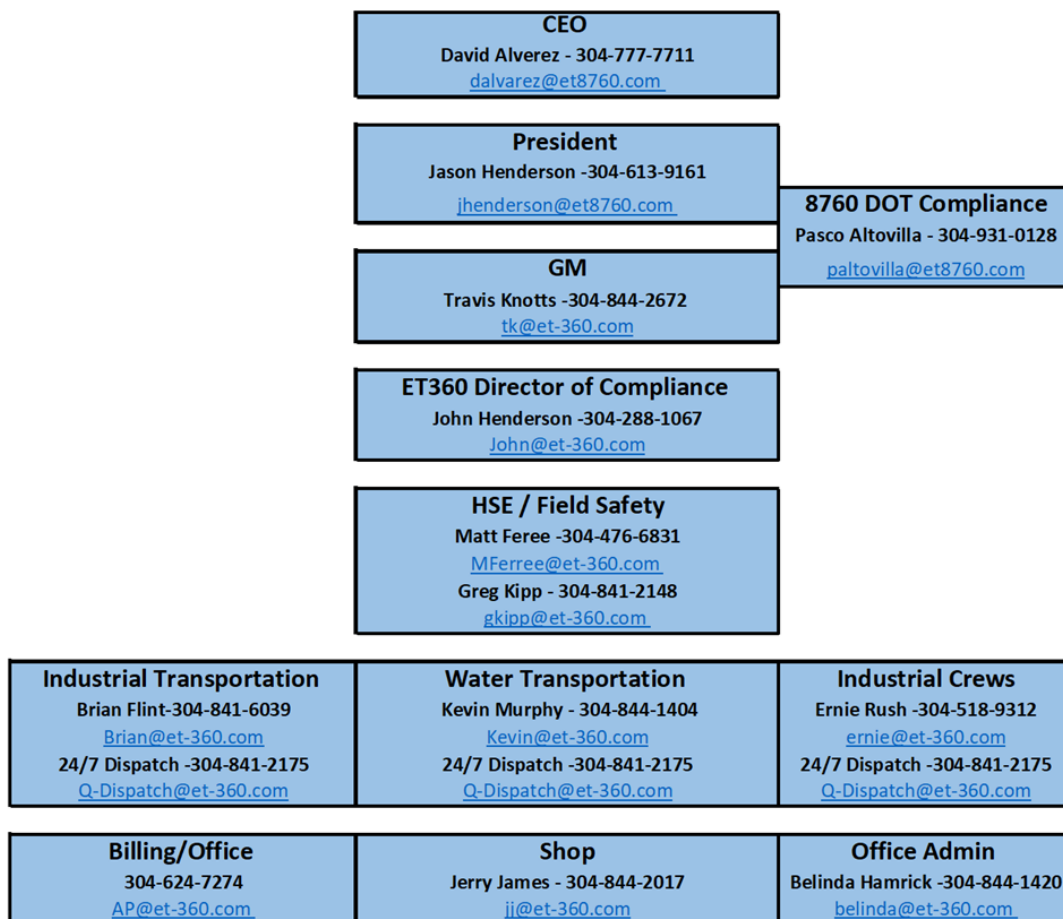 CEO
David Alverez - 304-777-7711
dalvarez@et8760.com
President
Jason Henderson -304-613-9161
jhenderson@et8760.com
8760 DOT Compliance
Pasco Altovilla - 304-931-0128
paltovilla@et8760.com
GM
Travis Knotts -304-844-2672
tk@et-360.com
ET360 Director of Compliance
John Henderson -304-288-1067
John@et-360.com
HSE / Field Safety
Matt Feree -304-476-6831
MFerree@et-360.com
Greg Kipp - 304-841-2148
gkipp@et-360.com
Industrial Transportation
Brian Flint-304-841-6039
Brian@et-360.com
24/7 Dispatch -304-841-2175
Q-Dispatch@et-360.com
Water Transportation
Kevin Murphy - 304-844-1404
Kevin@et-360.com
24/7 Dispatch -304-841-2175
Q-Dispatch@et-360.com
Industrial Crews
Ernie Rush -304-518-9312
ernie@et-360.com
24/7 Dispatch -304-841-2175
Q-Dispatch@et-360.com
Billing/Office
304-624-7274
AP@et-360.com
Shop
Jerry James - 304-844-2017
jj@et-360.com
Office Admin
Belinda Hamrick -304-844-1420
belinda@et-360.com